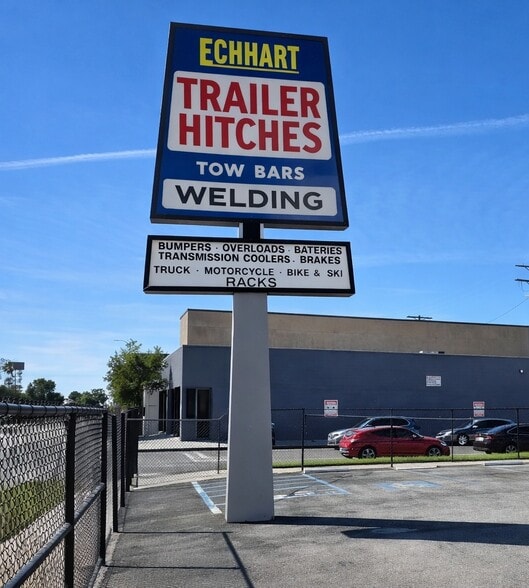 ECHHART
TRAILER
HITCHES
TOW BARS
WELDING
BUMPERS · OVERLOADS · BATERIES
TRANSMISSION COOLERS · BRAKES
TRUCK · MOTORCYCLE · BIKE & SKI
RACKS